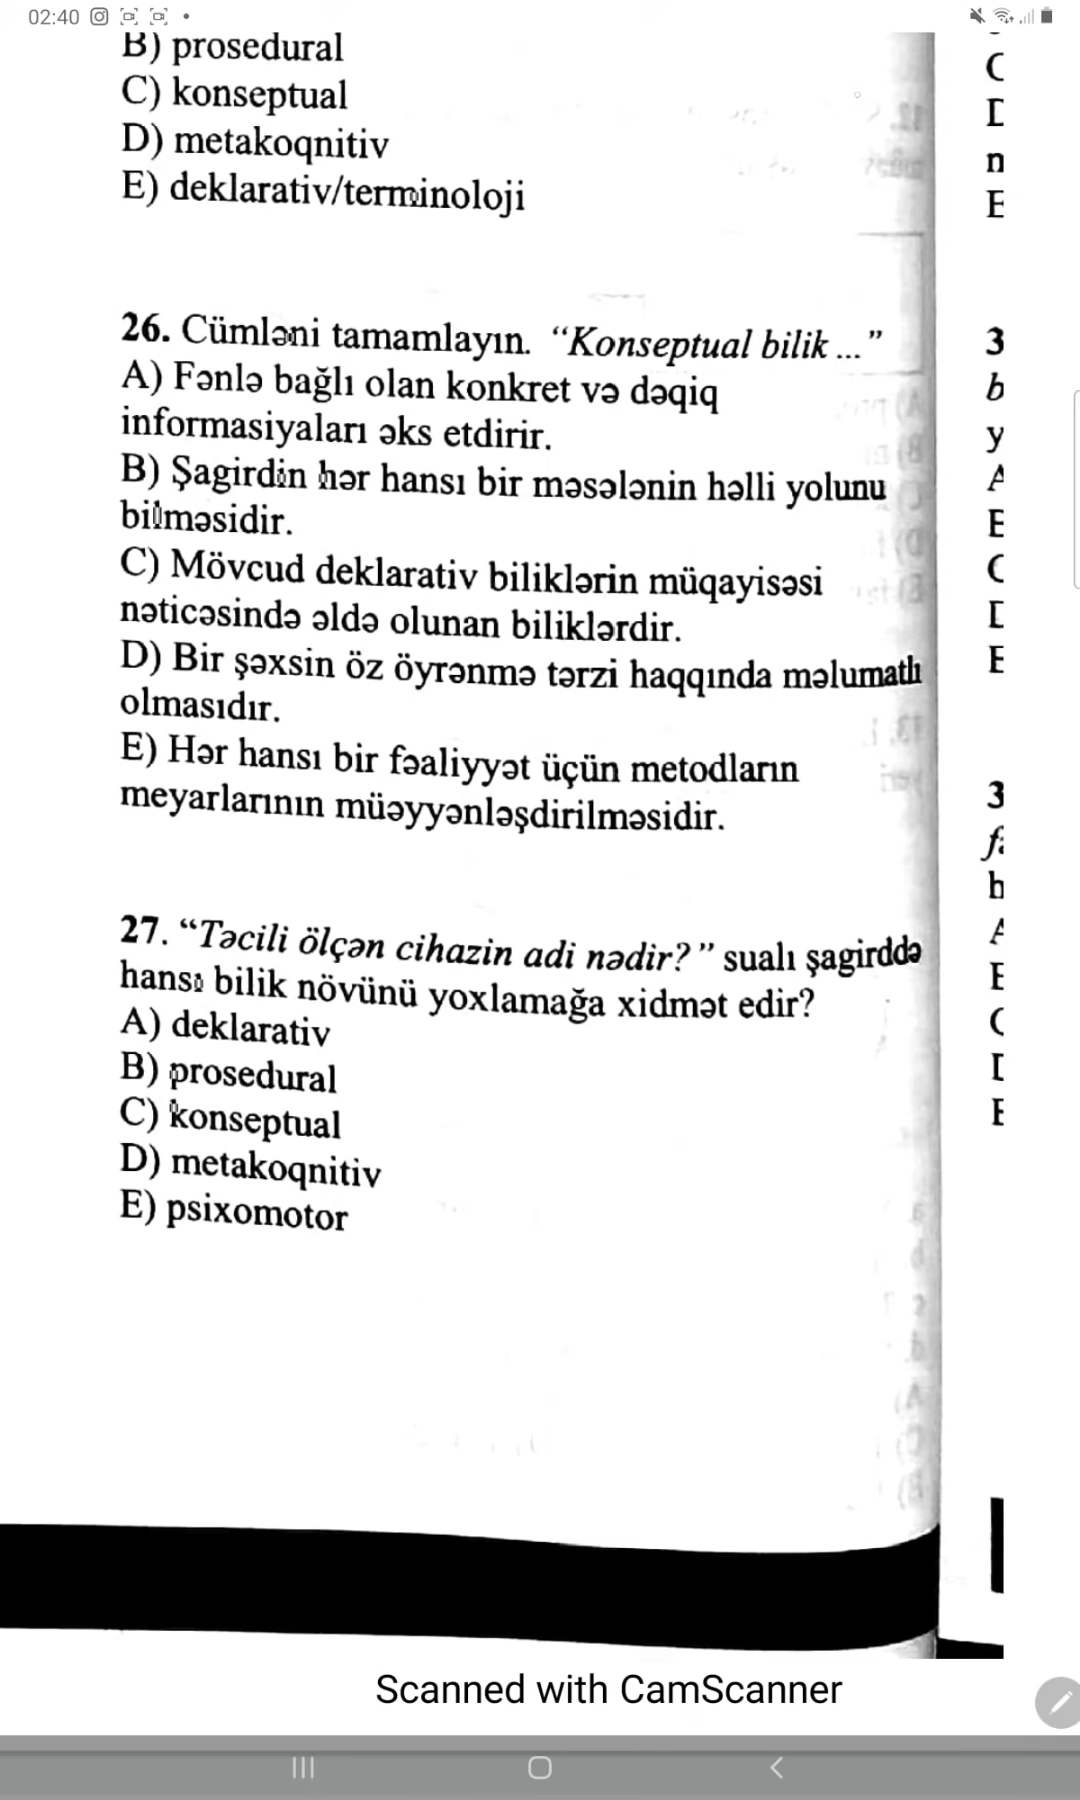 02:40
B) prosedural
C) konseptual
D) metakoqnitiv
E) deklarativ/terminoloji
26. Cümləni tamamlayın. “Konseptual bilik ...”
A) Fənlə bağlı olan konkret və dəqiq
informasiyaları əks etdirir.
B) Şagirdin hər hansı bir məsələnin həlli yolunu
bilməsidir.
C) Mövcud deklarativ biliklərin müqayisəsi
nəticəsində əldə olunan biliklərdir.
D) Bir şəxsin öz öyrənmə tərzi haqqında məlumatlı
olmasıdır.
E) Hər hansı bir fəaliyyət üçün metodların
meyarlarının müəyyənləşdirilməsidir.
27. “Təcili ölçən cihazin adi nədir?” sualı şagirddə
hansı bilik növünü yoxlamağa xidmət edir?
A) deklarativ
B) prosedural
C) konseptual
D) metakoqnitiv
E) psixomotor
Scanned with CamScanner